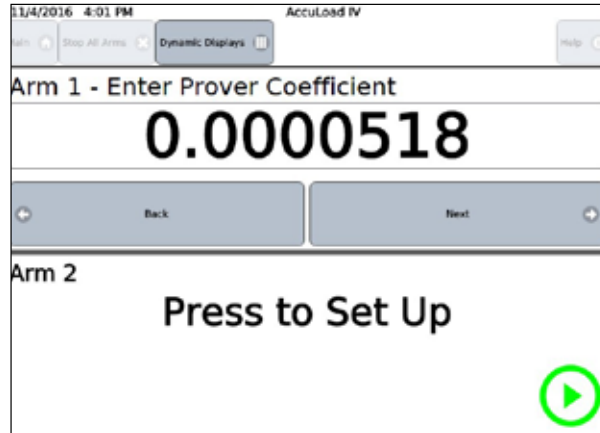 11/4/2016 4:01 PM AccuLoad IV
Main Stop All Arms Dynamic Displays Help
Arm 1 - Enter Prover Coefficient
0.0000518
Back Next
Arm 2
Press to Set Up